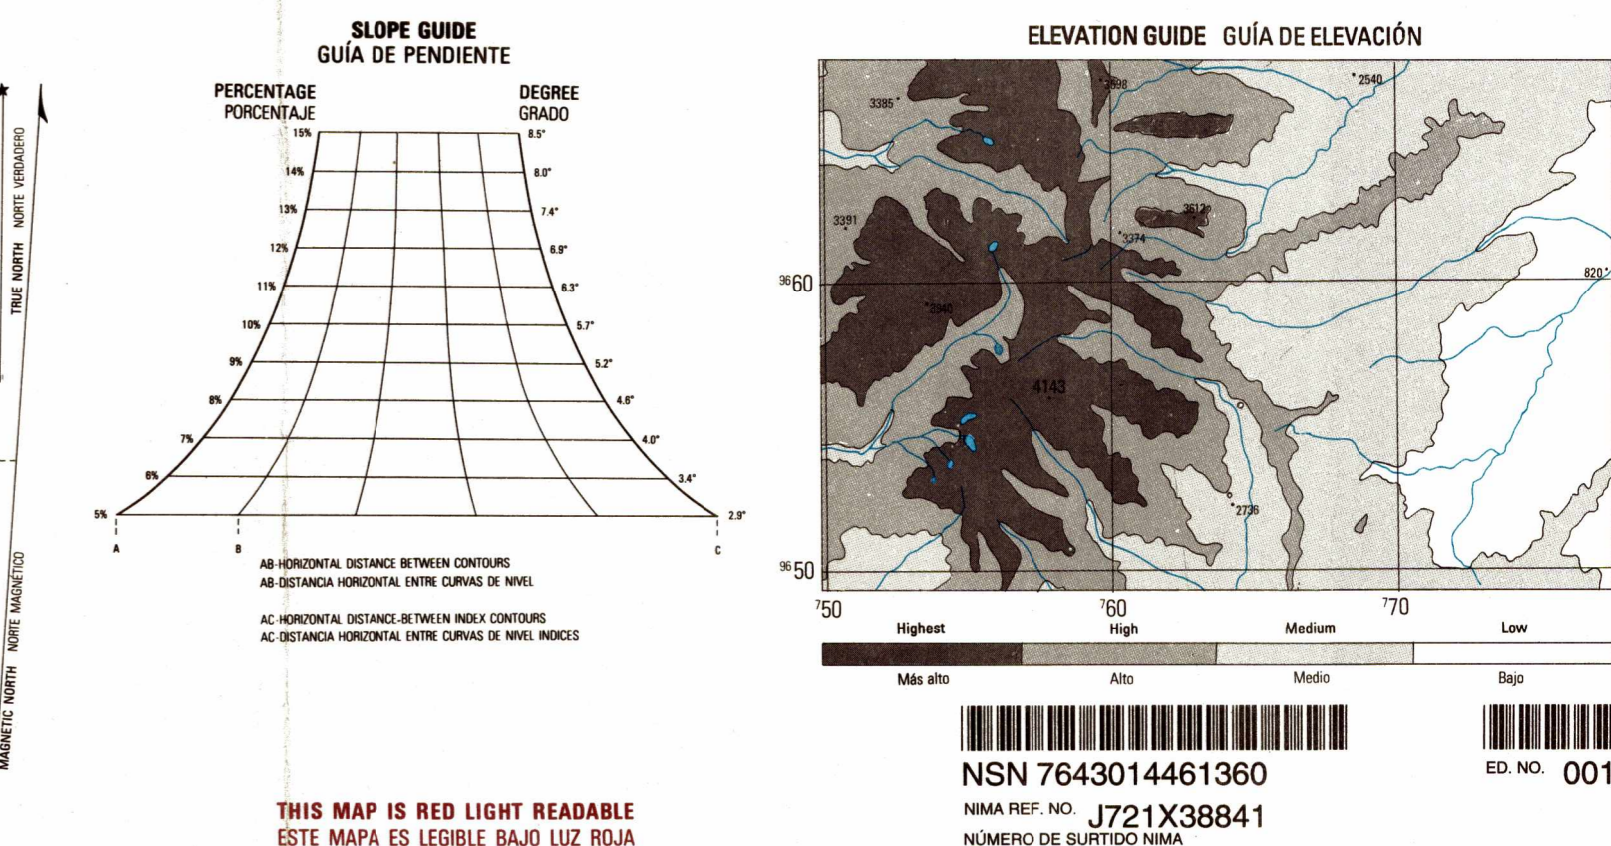 TRUE NORTH NORTE VERDADERO
MAGNETIC NORTH NORTE MAGNÉTICO
SLOPE GUIDE
GUÍA DE PENDIENTE
PERCENTAGE
PORCENTAJE
DEGREE
GRADO
15% 8.5°
14% 8.0°
13% 7.4°
12% 6.9°
11% 6.3°
10% 5.7°
9% 5.2°
8% 4.6°
7% 4.0°
6% 3.4°
5% 2.9°
A B C
AB-HORIZONTAL DISTANCE BETWEEN CONTOURS
AB-DISTANCIA HORIZONTAL ENTRE CURVAS DE NIVEL
AC-HORIZONTAL DISTANCE-BETWEEN INDEX CONTOURS
AC-DISTANCIA HORIZONTAL ENTRE CURVAS DE NIVEL INDICES
THIS MAP IS RED LIGHT READABLE
ESTE MAPA ES LEGIBLE BAJO LUZ ROJA
ELEVATION GUIDE GUÍA DE ELEVACIÓN
2540
3598
3385
3391
3612
3374
9660
820
3940
4143
2736
9650
750 760 770
Highest High Medium Low
Más alto Alto Medio Bajo
NSN 7643014461360
ED. NO. 001
NIMA REF. NO. J721X38841
NÚMERO DE SURTIDO NIMA